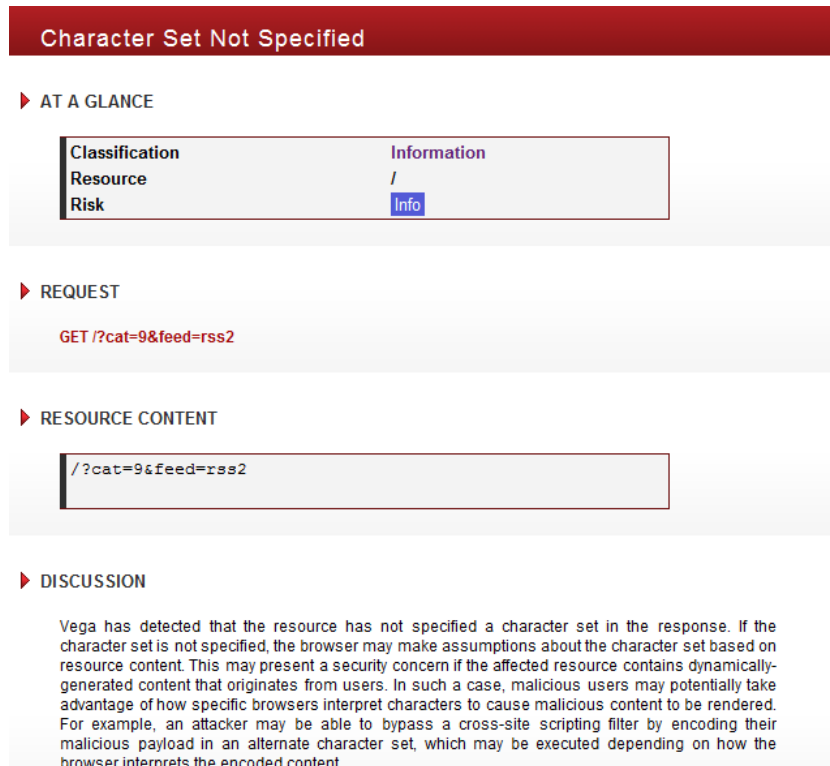 Character Set Not Specified
AT A GLANCE
Classification Information
Resource /
Risk Info
REQUEST
GET /?cat=9&feed=rss2
RESOURCE CONTENT
/?cat=9&feed=rss2
DISCUSSION
Vega has detected that the resource has not specified a character set in the response. If the
character set is not specified, the browser may make assumptions about the character set based on
resource content. This may present a security concern if the affected resource contains dynamically-
generated content that originates from users. In such a case, malicious users may potentially take
advantage of how specific browsers interpret characters to cause malicious content to be rendered.
For example, an attacker may be able to bypass a cross-site scripting filter by encoding their
malicious payload in an alternate character set, which may be executed depending on how the
browser interprets the encoded content.